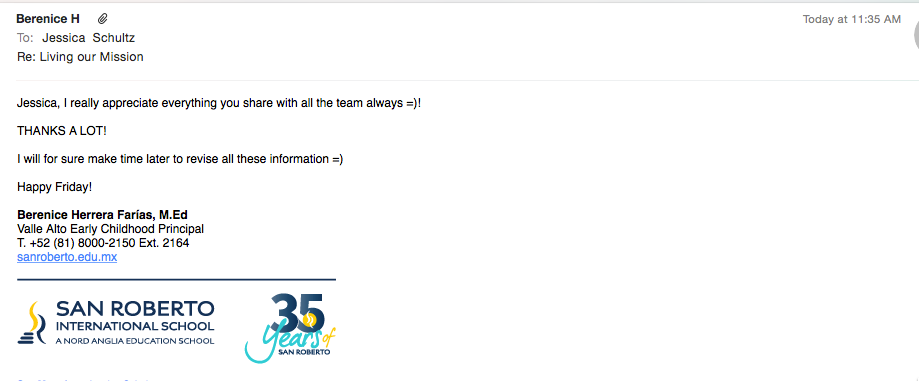 Berenice H
Today at 11:35 AM
To: Jessica Schultz
Re: Living our Mission
Jessica, I really appreciate everything you share with all the team always =)!
THANKS A LOT!
I will for sure make time later to revise all these information =)
Happy Friday!
Berenice Herrera Farías, M.Ed
Valle Alto Early Childhood Principal
T. +52 (81) 8000-2150 Ext. 2164
sanroberto.edu.mx
SAN ROBERTO
INTERNATIONAL SCHOOL
A NORD ANGLIA EDUCATION SCHOOL
35
Years of
SAN ROBERTO